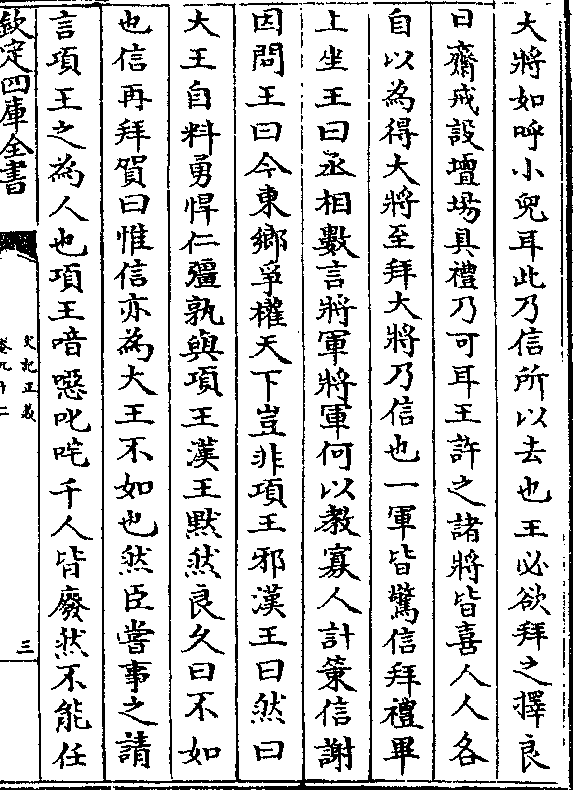 大將如呼小兒耳此乃信所以去也王必欲拜之擇良
日齋戒設壇場具禮乃可耳王許之諸將皆喜人人各
自以為得大將至拜大將乃信也一軍皆驚信拜禮畢
上坐王曰丞相數言將軍將軍何以教寡人計策信謝
因問王曰今東鄉爭權天下豈非項王邪漢王曰然曰
大王自料勇悍仁彊孰與項王漢王默然良久曰不如
也信再拜賀曰惟信亦為大王不如也然臣嘗事之請
言項王之為人也項王喑噁叱咤千人皆廢然不能任
欽定四庫全書
史記正義
卷九十二
三